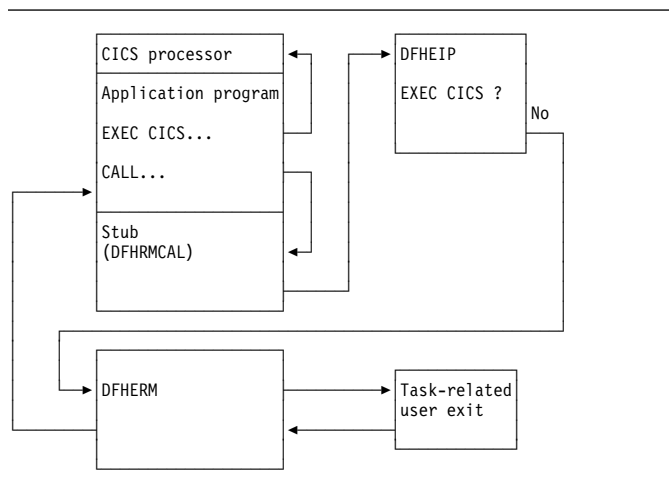 CICS processor
Application program
EXEC CICS...
CALL...
Stub
(DFHRMCAL)
DFHEIP
EXEC CICS ?
No
DFHERM
Task-related
user exit